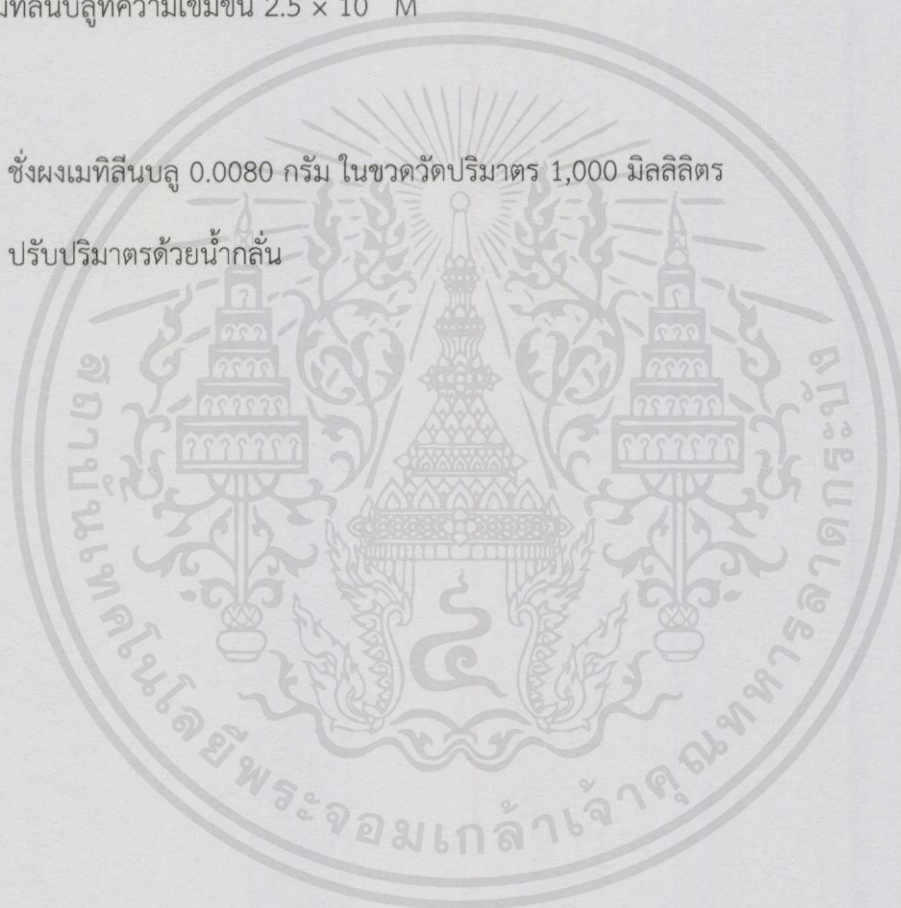 มทิลีนบลูที่ความเข้มข้น 2.5 × 10 M
ชั่งผงเมทิลีนบลู 0.0080 กรัม ในขวดวัดปริมาตร 1,000 มิลลิลิตร
ปรับปริมาตรด้วยน้ำกลั่น
สถาบันเทคโนโลยีพระจอมเกล้าเจ้าคุณทหารลาดกระบัง